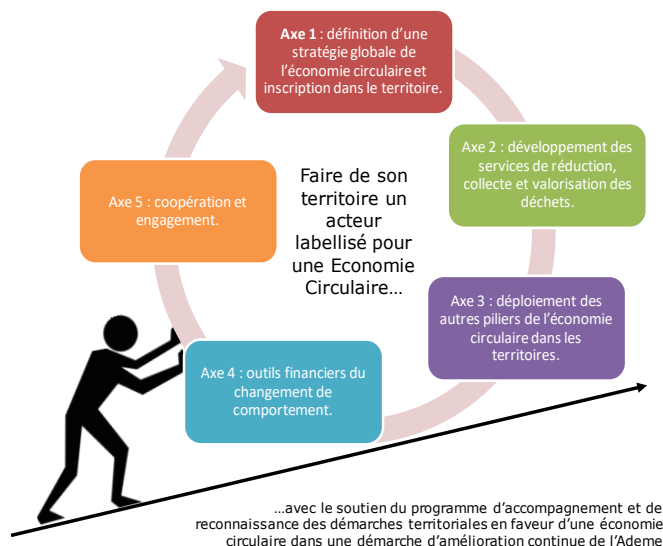 Axe 1 : définition d’une
stratégie globale de
l’économie circulaire et
inscription dans le territoire.
Axe 2 : développement des
services de réduction,
collecte et valorisation des
déchets.
Axe 3 : déploiement des
autres piliers de l’économie
circulaire dans les
territoires.
Axe 4 : outils financiers du
changement de
comportement.
Axe 5 : coopération et
engagement.
Faire de son
territoire un
acteur
labellisé pour
une Economie
Circulaire…
…avec le soutien du programme d’accompagnement et de
reconnaissance des démarches territoriales en faveur d’une économie
circulaire dans une démarche d’amélioration continue de l’Ademe